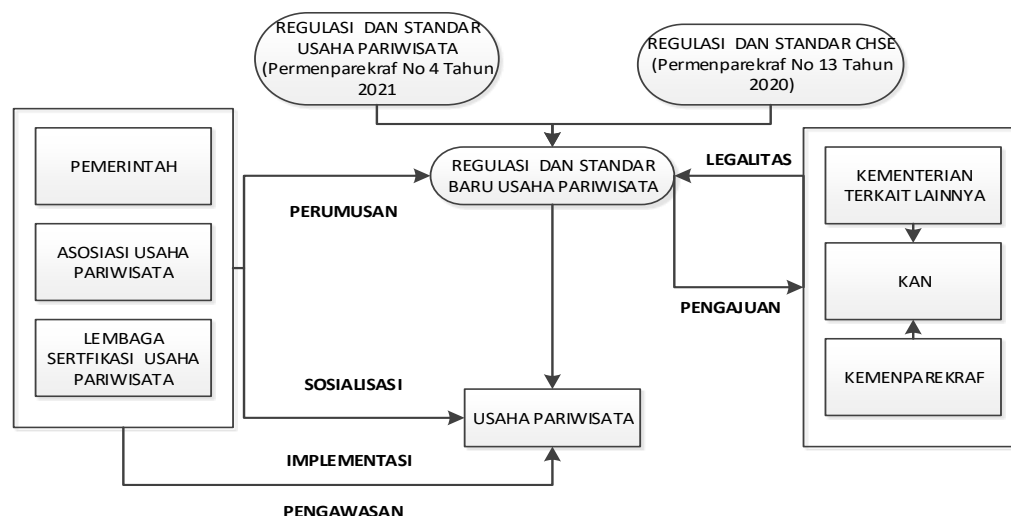 REGULASI DAN STANDAR
USAHA PARIWISATA
(Permenparekraf No 4 Tahun
2021
REGULASI DAN STANDAR CHSE
(Permenparekraf No 13 Tahun
2020)
PEMERINTAH
ASOSIASI USAHA
PARIWISATA
LEMBAGA
SERTFIKASI USAHA
PARIWISATA
PERUMUSAN
REGULASI DAN STANDAR
BARU USAHA PARIWISATA
LEGALITAS
PENGAJUAN
KEMENTERIAN
TERKAIT LAINNYA
KAN
KEMENPAREKRAF
SOSIALISASI
USAHA PARIWISATA
IMPLEMENTASI
PENGAWASAN